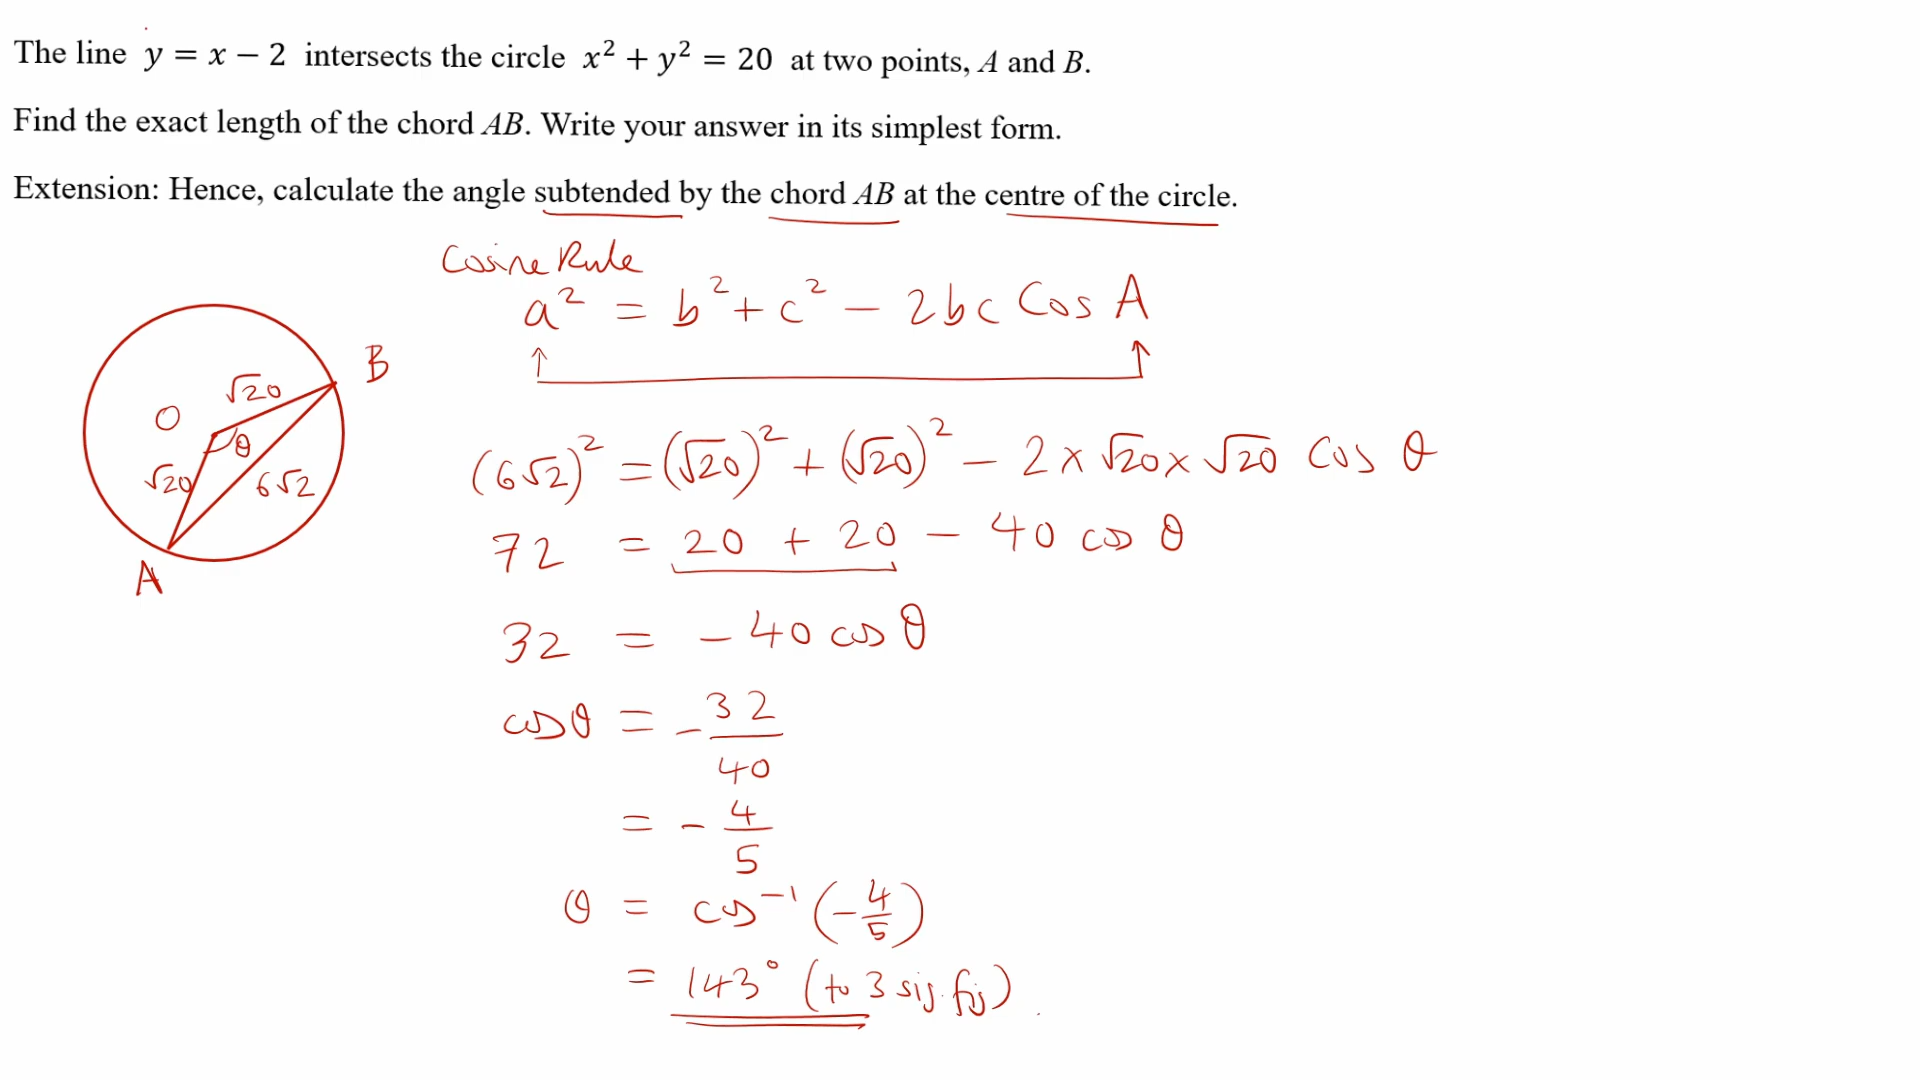 The line y = x − 2 intersects the circle x² + y² = 20 at two points, A and B.
Find the exact length of the chord AB. Write your answer in its simplest form.
Extension: Hence, calculate the angle subtended by the chord AB at the centre of the circle.
Cosine Rule
a² = b² + c² − 2bc Cos A
B
√20
O
θ
√20
6√2
A
(6√2)² = (√20)² + (√20)² − 2 × √20 × √20 Cos θ
72 = 20 + 20 − 40 cos θ
32 = − 40 cos θ
cos θ = − 32/40
= − 4/5
θ = cos⁻¹ (− 4/5)
= 143° (to 3 sig. fig)